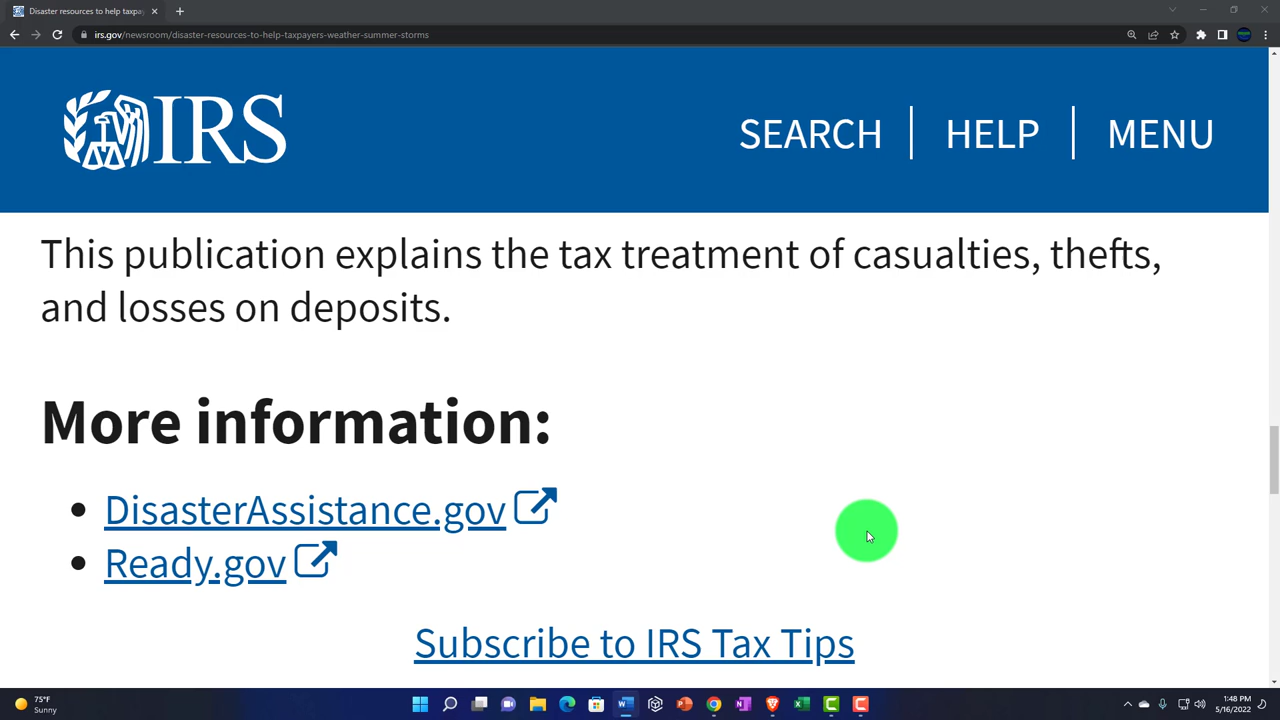 Disaster resources to help taxpay
irs.gov/newsroom/disaster-resources-to-help-taxpayers-weather-summer-storms
IRS
SEARCH
HELP
MENU
This publication explains the tax treatment of casualties, thefts,
and losses on deposits.
More information:
DisasterAssistance.gov
Ready.gov
Subscribe to IRS Tax Tips
75°F
Sunny
1:48 PM
5/16/2022